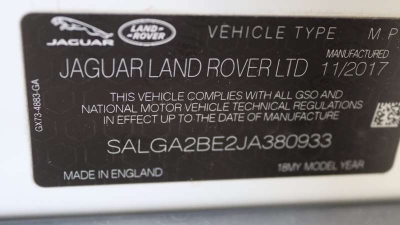 JAGUAR
LAND ROVER
VEHICLE TYPE M. P.
MANUFACTURED
JAGUAR LAND ROVER LTD 11/2017
GX73-4883-GA
THIS VEHICLE COMPLIES WITH ALL GSO AND
NATIONAL MOTOR VEHICLE TECHNICAL REGULATIONS
IN EFFECT UP TO THE DATE OF MANUFACTURE
SALGA2BE2JA380933
MADE IN ENGLAND
18MY MODEL YEAR